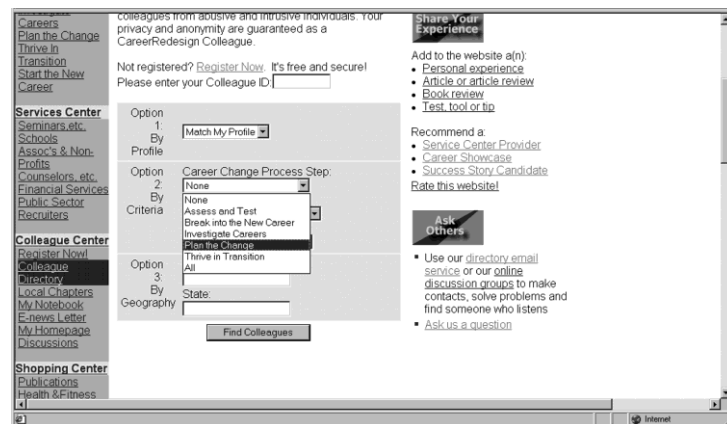 Careers
Plan the Change
Thrive In
Transition
Start the New
Career
Services Center
Seminars,etc.
Schools
Assoc's & Non-
Profits
Counselors, etc.
Financial Services
Public Sector
Recruiters
Colleague Center
Register Now!
Colleague
Directory
Local Chapters
My Notebook
E-news Letter
My Homepage
Discussions
Shopping Center
Publications
Health &Fitness
colleagues from abusive and intrusive individuals. Your
privacy and anonymity are guaranteed as a
CareerRedesign Colleague.
Not registered? Register Now. It's free and secure!
Please enter your Colleague ID:
Option
1:
By
Profile
Match My Profile
Option
2:
By
Criteria
Career Change Process Step:
None
None
Assess and Test
Break into the New Career
Investigate Careers
Plan the Change
Thrive in Transition
All
Option
3:
By
Geography
State:
Find Colleagues
Share Your
Experience
Add to the website a(n):
Personal experience
Article or article review
Book review
Test, tool or tip
Recommend a:
Service Center Provider
Career Showcase
Success Story Candidate
Rate this website!
Ask
Others
Use our directory email
service or our online
discussion groups to make
contacts, solve problems and
find someone who listens
Ask us a question
Internet